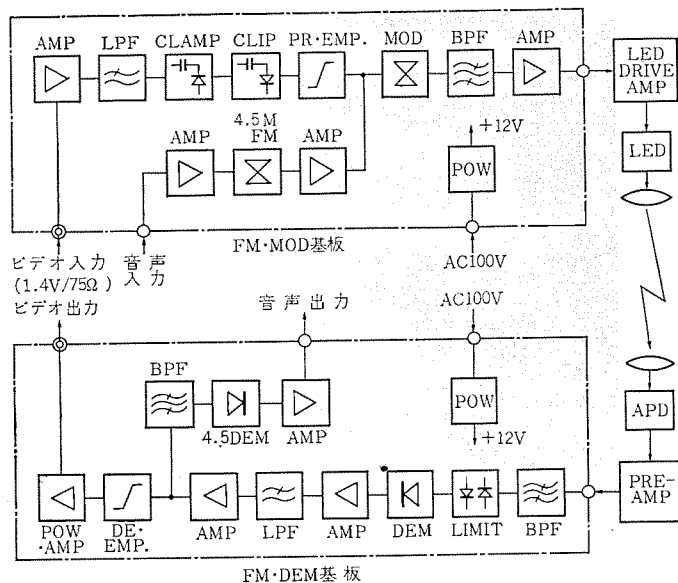 AMP LPF CLAMP CLIP PR・EMP. MOD BPF AMP
LED
DRIVE
AMP
LED
4.5M
AMP FM AMP
+12V
POW
FM・MOD基板
ビデオ入力
(1.4V/75Ω)
音声
入力
AC100V
ビデオ出力
音声出力
AC100V
BPF
4.5DEM AMP
POW
+12V
APD
PRE-
AMP
POW
・AMP
DE・
EMP.
AMP LPF AMP DEM LIMIT BPF
FM・DEM基板